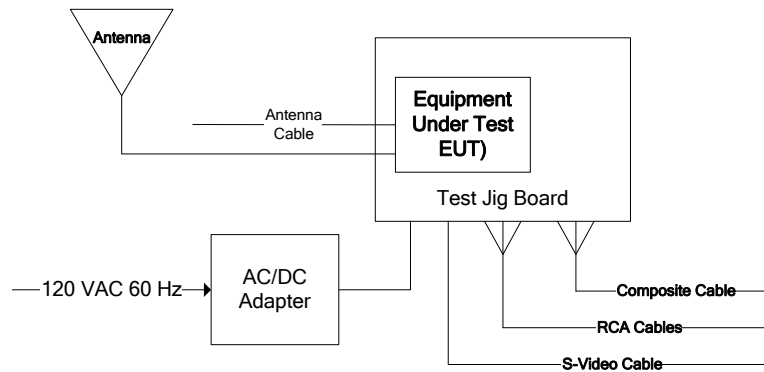 Antenna
Antenna
Cable
Equipment
Under Test
EUT)
Test Jig Board
120 VAC 60 Hz
AC/DC
Adapter
Composite Cable
RCA Cables
S-Video Cable